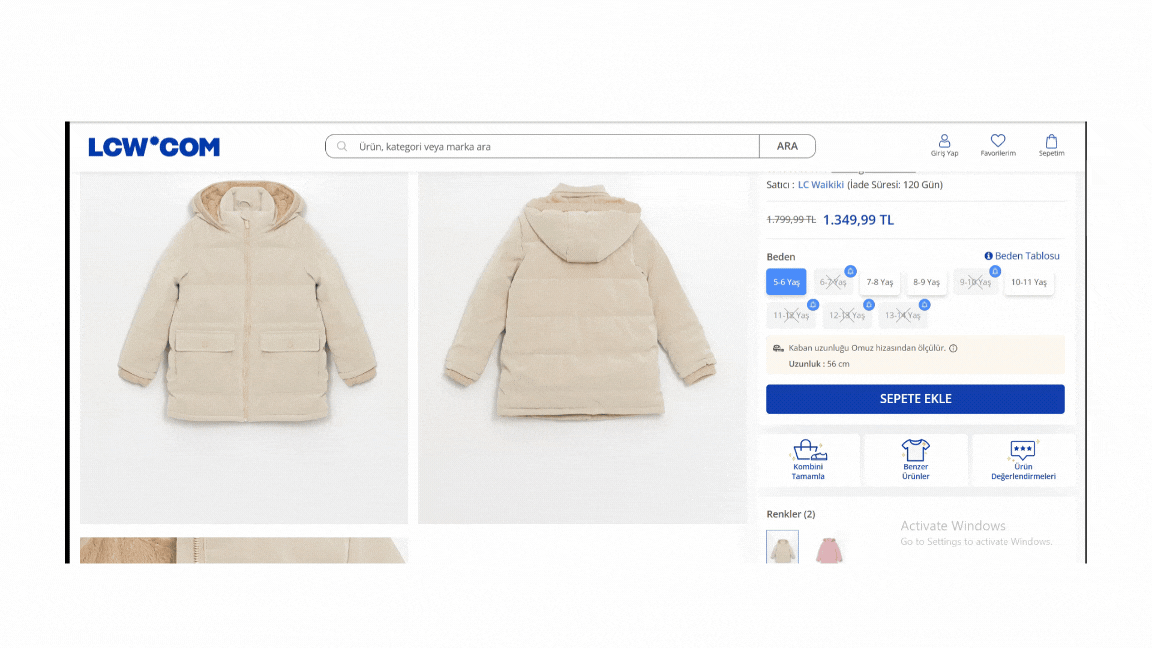 LCW•COM
Ürün, kategori veya marka ara
ARA
Giriş Yap
Favorilerim
Sepetim
Satıcı : LC Waikiki (İade Süresi: 120 Gün)
1.799,99 TL 1.349,99 TL
Beden
Beden Tablosu
5-6 Yaş 6-7 Yaş 7-8 Yaş 8-9 Yaş 9-10 Yaş 10-11 Yaş
11-12 Yaş 12-13 Yaş 13-14 Yaş
Kaban uzunluğu Omuz hizasından ölçülür.
Uzunluk : 56 cm
SEPETE EKLE
Kombini
Tamamla
Benzer
Ürünler
Ürün
Değerlendirmeleri
Renkler (2)
Activate Windows
Go to Settings to activate Windows.